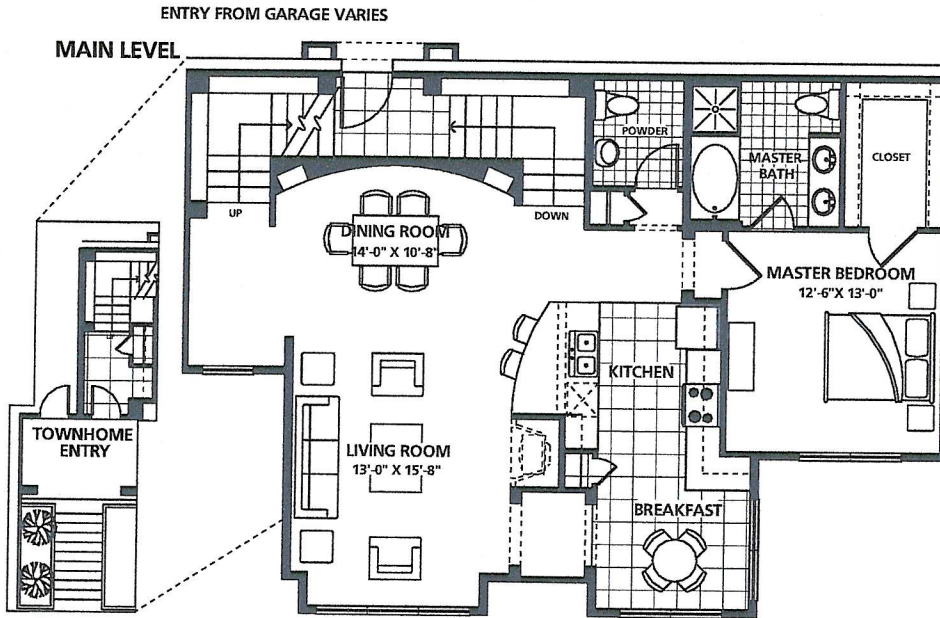 ENTRY FROM GARAGE VARIES
MAIN LEVEL
POWDER
MASTER
BATH
CLOSET
UP
DOWN
DINING ROOM
14'-0" X 10'-8"
MASTER BEDROOM
12'-6"X 13'-0"
UP
KITCHEN
TOWNHOME
ENTRY
LIVING ROOM
13'-0" X 15'-8"
BREAKFAST